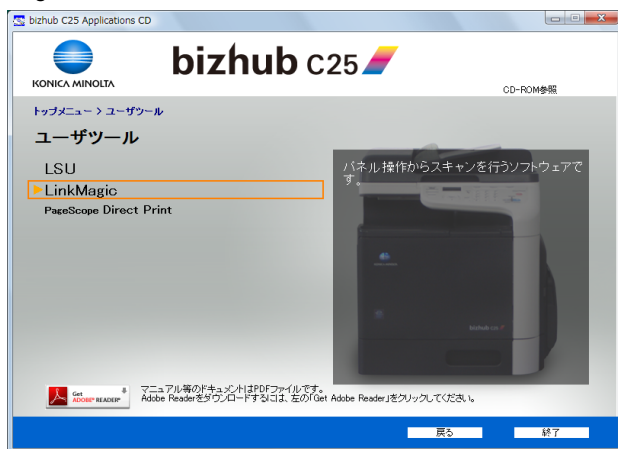 bizhub C25 Applications CD
KONICA MINOLTA
bizhub C25
CD-ROM参照
トップメニュー > ユーザツール
ユーザツール
LSU
LinkMagic
PageScope Direct Print
パネル操作からスキャンを行うソフトウェアで
す。
Get
ADOBE® READER®
マニュアル等のドキュメントはPDFファイルです。
Adobe Readerをダウンロードするには、左の「Get Adobe Reader」をクリックしてください。
戻る
終了